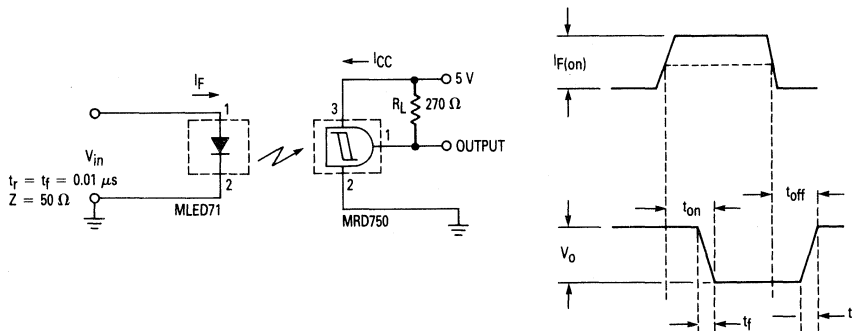 I_F
1
2
V_in
t_r = t_f = 0.01 μs
Z = 50 Ω
MLED71
I_CC
5 V
R_L 270 Ω
3
1
OUTPUT
2
MRD750
I_F(on)
t_on
t_off
V_o
t_f
t